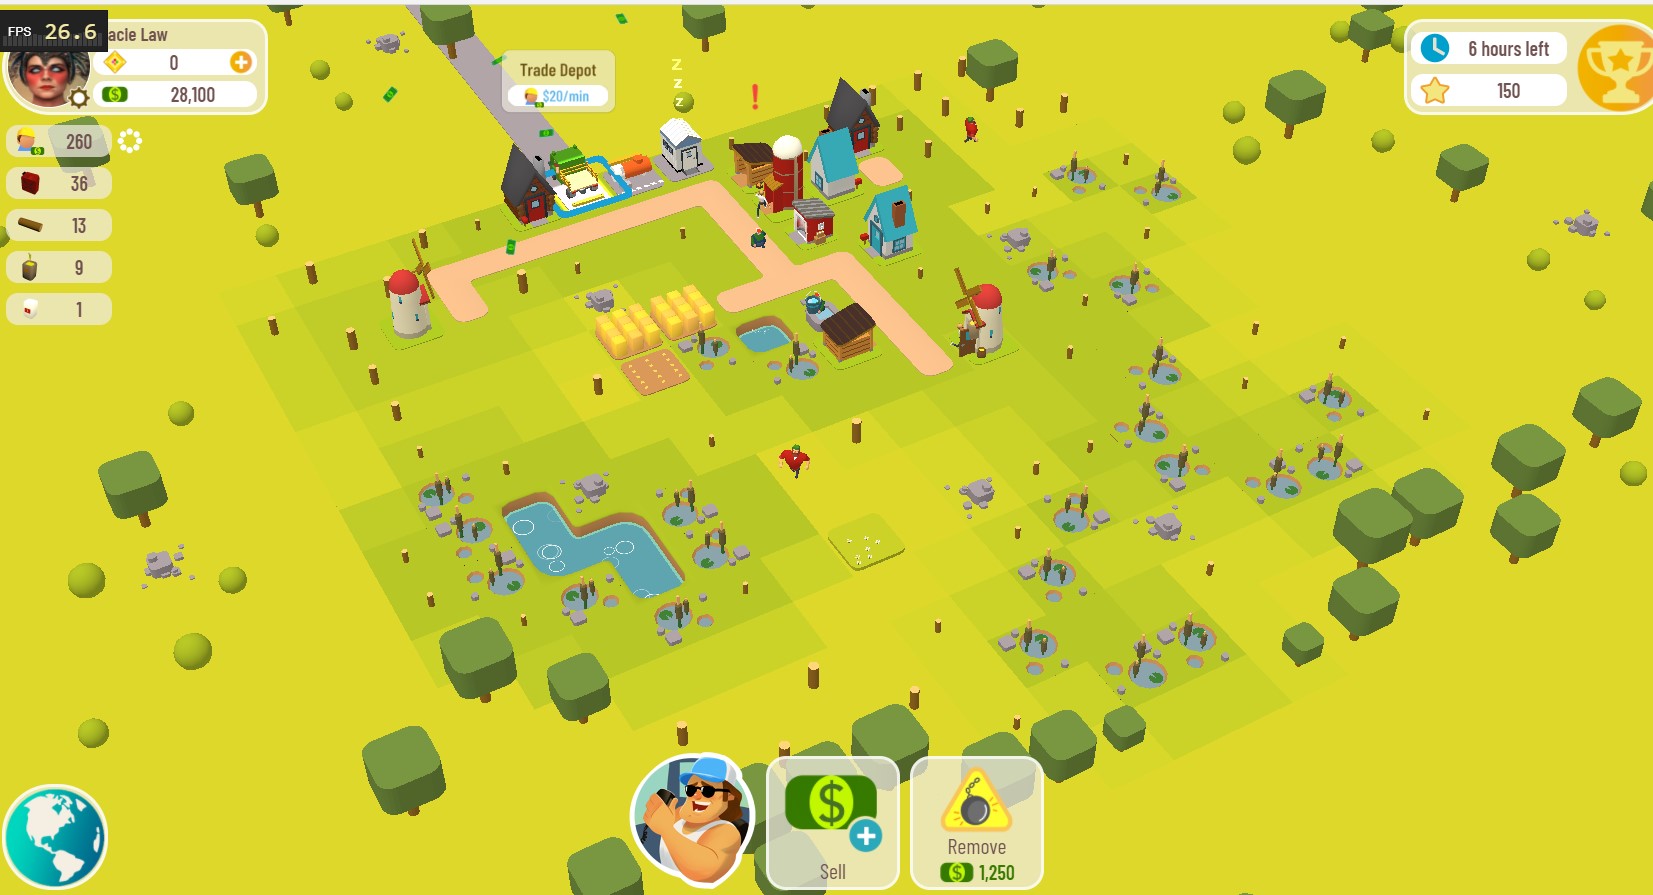 FPS 26.6
acle Law
0
28,100
260
36
13
9
1
Trade Depot
$20/min
z
z
z
!
6 hours left
150
Sell
Remove
1,250